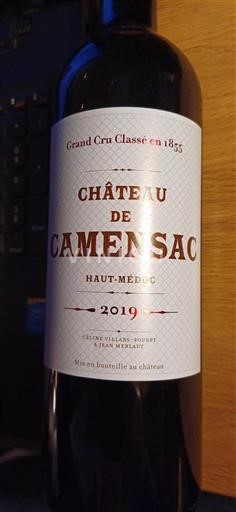 Grand Cru Classé en 1855
CHÂTEAU
DE
CAMENSAC
HAUT-MÉDOC
2019
CÉLINE VILLARS-FOUBET
& JEAN MERLAUT
Mis en bouteille au château